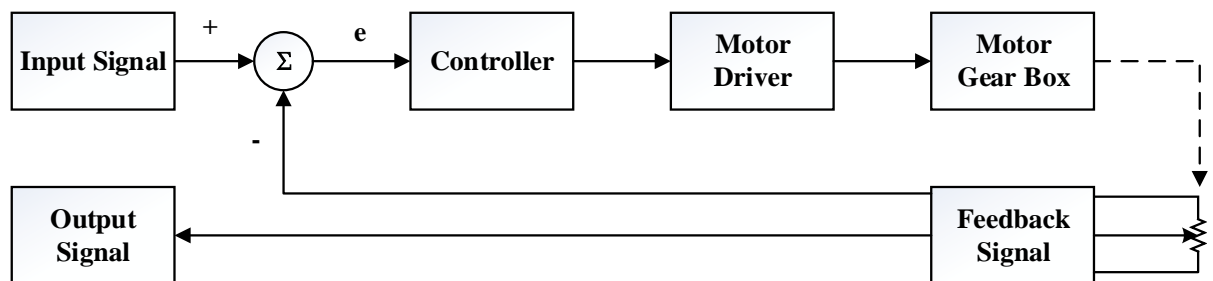 +
e
Input Signal
Σ
Controller
Motor
Driver
Motor
Gear Box
-
Output
Signal
Feedback
Signal